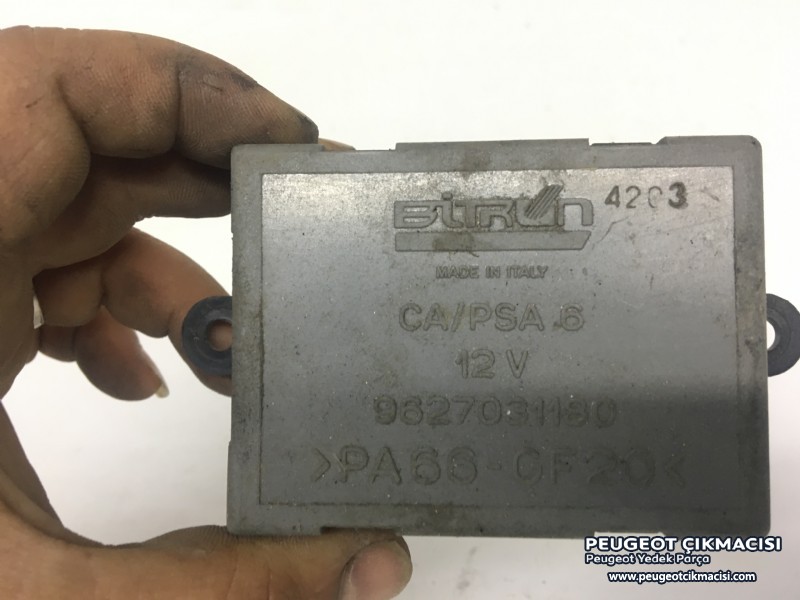 BITRON 4203
MADE IN ITALY
CA/PSA 6
12 V
9627031180
>PA66-GF20<
PEUGEOT ÇIKMACISI
Peugeot Yedek Parça
www.peugeotcikmacisi.com